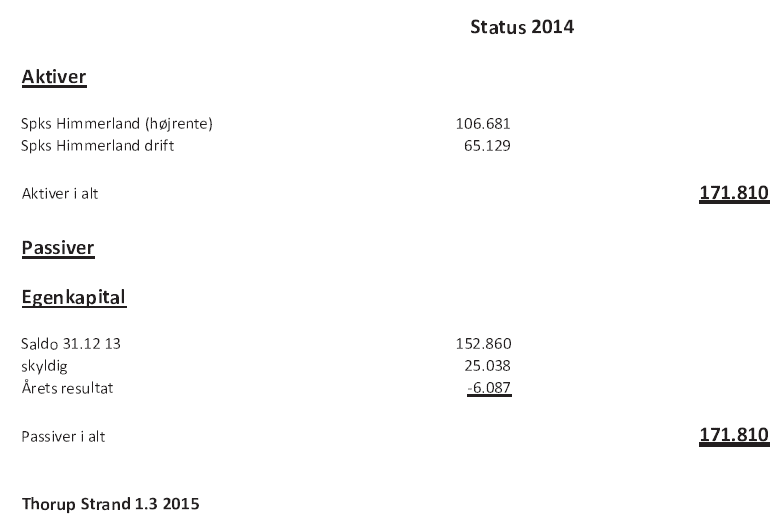 Status 2014
Aktiver
Spks Himmerland (højrente) 106.681
Spks Himmerland drift 65.129
Aktiver i alt 171.810
Passiver
Egenkapital
Saldo 31.12 13 152.860
skyldig 25.038
Årets resultat -6.087
Passiver i alt 171.810
Thorup Strand 1.3 2015